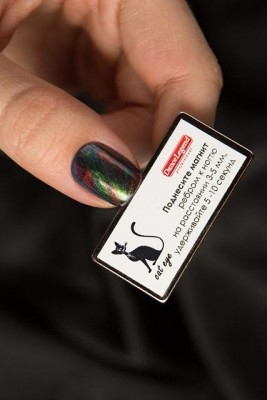 Dance Legend
Поднесите магнит
ребром к ногтю
на расстоянии 3-5 мм,
удерживайте 5 -10 секунд
cat eye